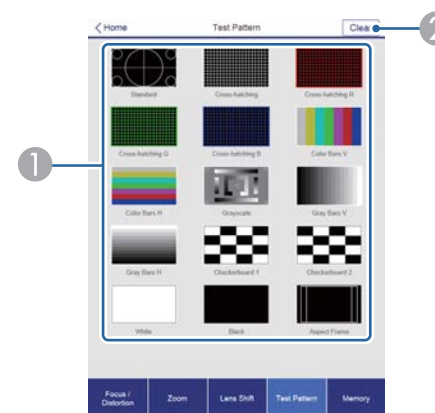 Home Test Pattern Clear
2
Standard Cross-hatching Cross-hatching R
1
Cross-hatching G Cross-hatching B Color Bars V
Color Bars H Grayscale Gray Bars V
Gray Bars H Checkerboard 1 Checkerboard 2
White Black Aspect Frame
Focus /
Distortion Zoom Lens Shift Test Pattern Memory